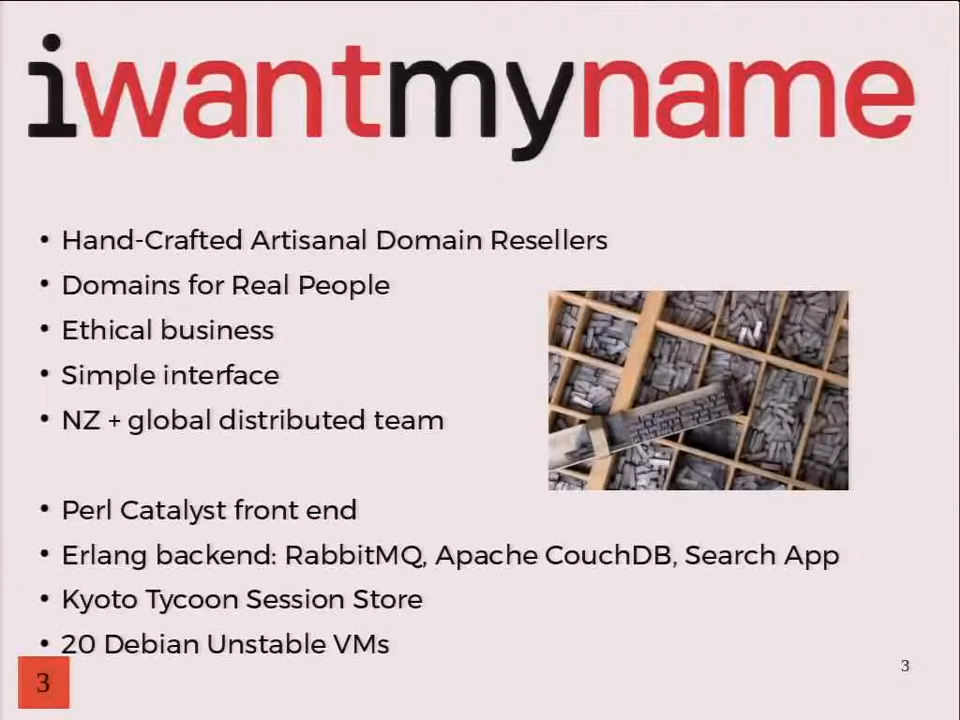 iwantmyname
• Hand-Crafted Artisanal Domain Resellers
• Domains for Real People
• Ethical business
• Simple interface
• NZ + global distributed team
• Perl Catalyst front end
• Erlang backend: RabbitMQ, Apache CouchDB, Search App
• Kyoto Tycoon Session Store
• 20 Debian Unstable VMs
3
3